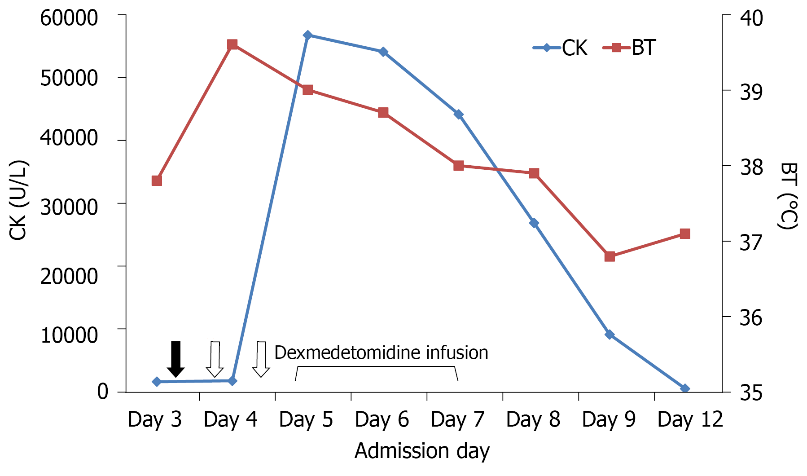 60000
50000
40000
30000
20000
10000
0
CK (U/L)
40
39
38
37
36
35
BT (°C)
CK BT
Dexmedetomidine infusion
Day 3 Day 4 Day 5 Day 6 Day 7 Day 8 Day 9 Day 12
Admission day